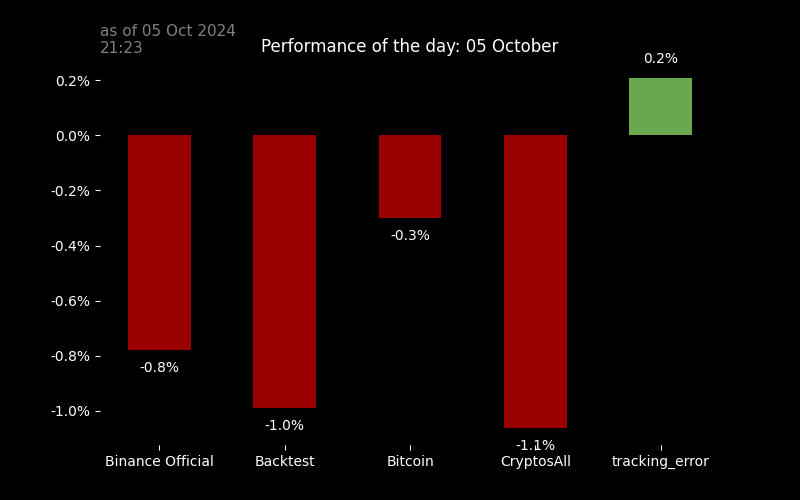 as of 05 Oct 2024
21:23
Performance of the day: 05 October
0.2%
0.2%
0.0%
-0.2%
-0.3%
-0.4%
-0.6%
-0.8%
-0.8%
-1.0%
-1.0%
-1.1%
Binance Official
Backtest
Bitcoin
CryptosAll
tracking_error